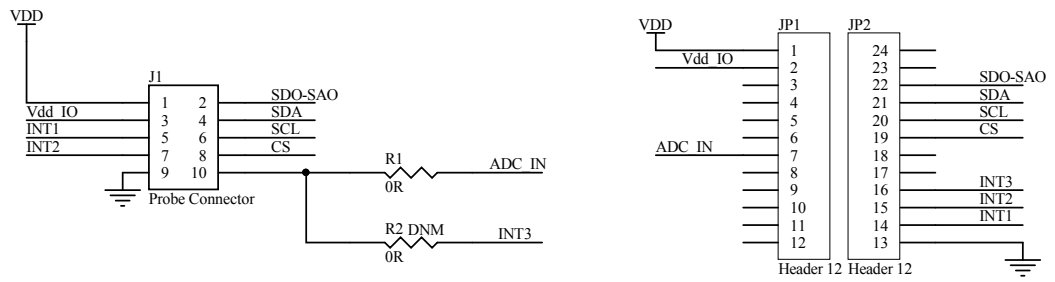 VDD
J1
1 2 SDO-SAO
Vdd_IO 3 4 SDA
INT1 5 6 SCL
INT2 7 8 CS
9 10
Probe Connector
R1
0R
ADC_IN
R2 DNM
0R
INT3
VDD
JP1
1
Vdd_IO 2
3
4
5
6
ADC_IN 7
8
9
10
11
12
Header 12
JP2
24
23
22 SDO-SAO
21 SDA
20 SCL
19 CS
18
17
16 INT3
15 INT2
14 INT1
13
Header 12